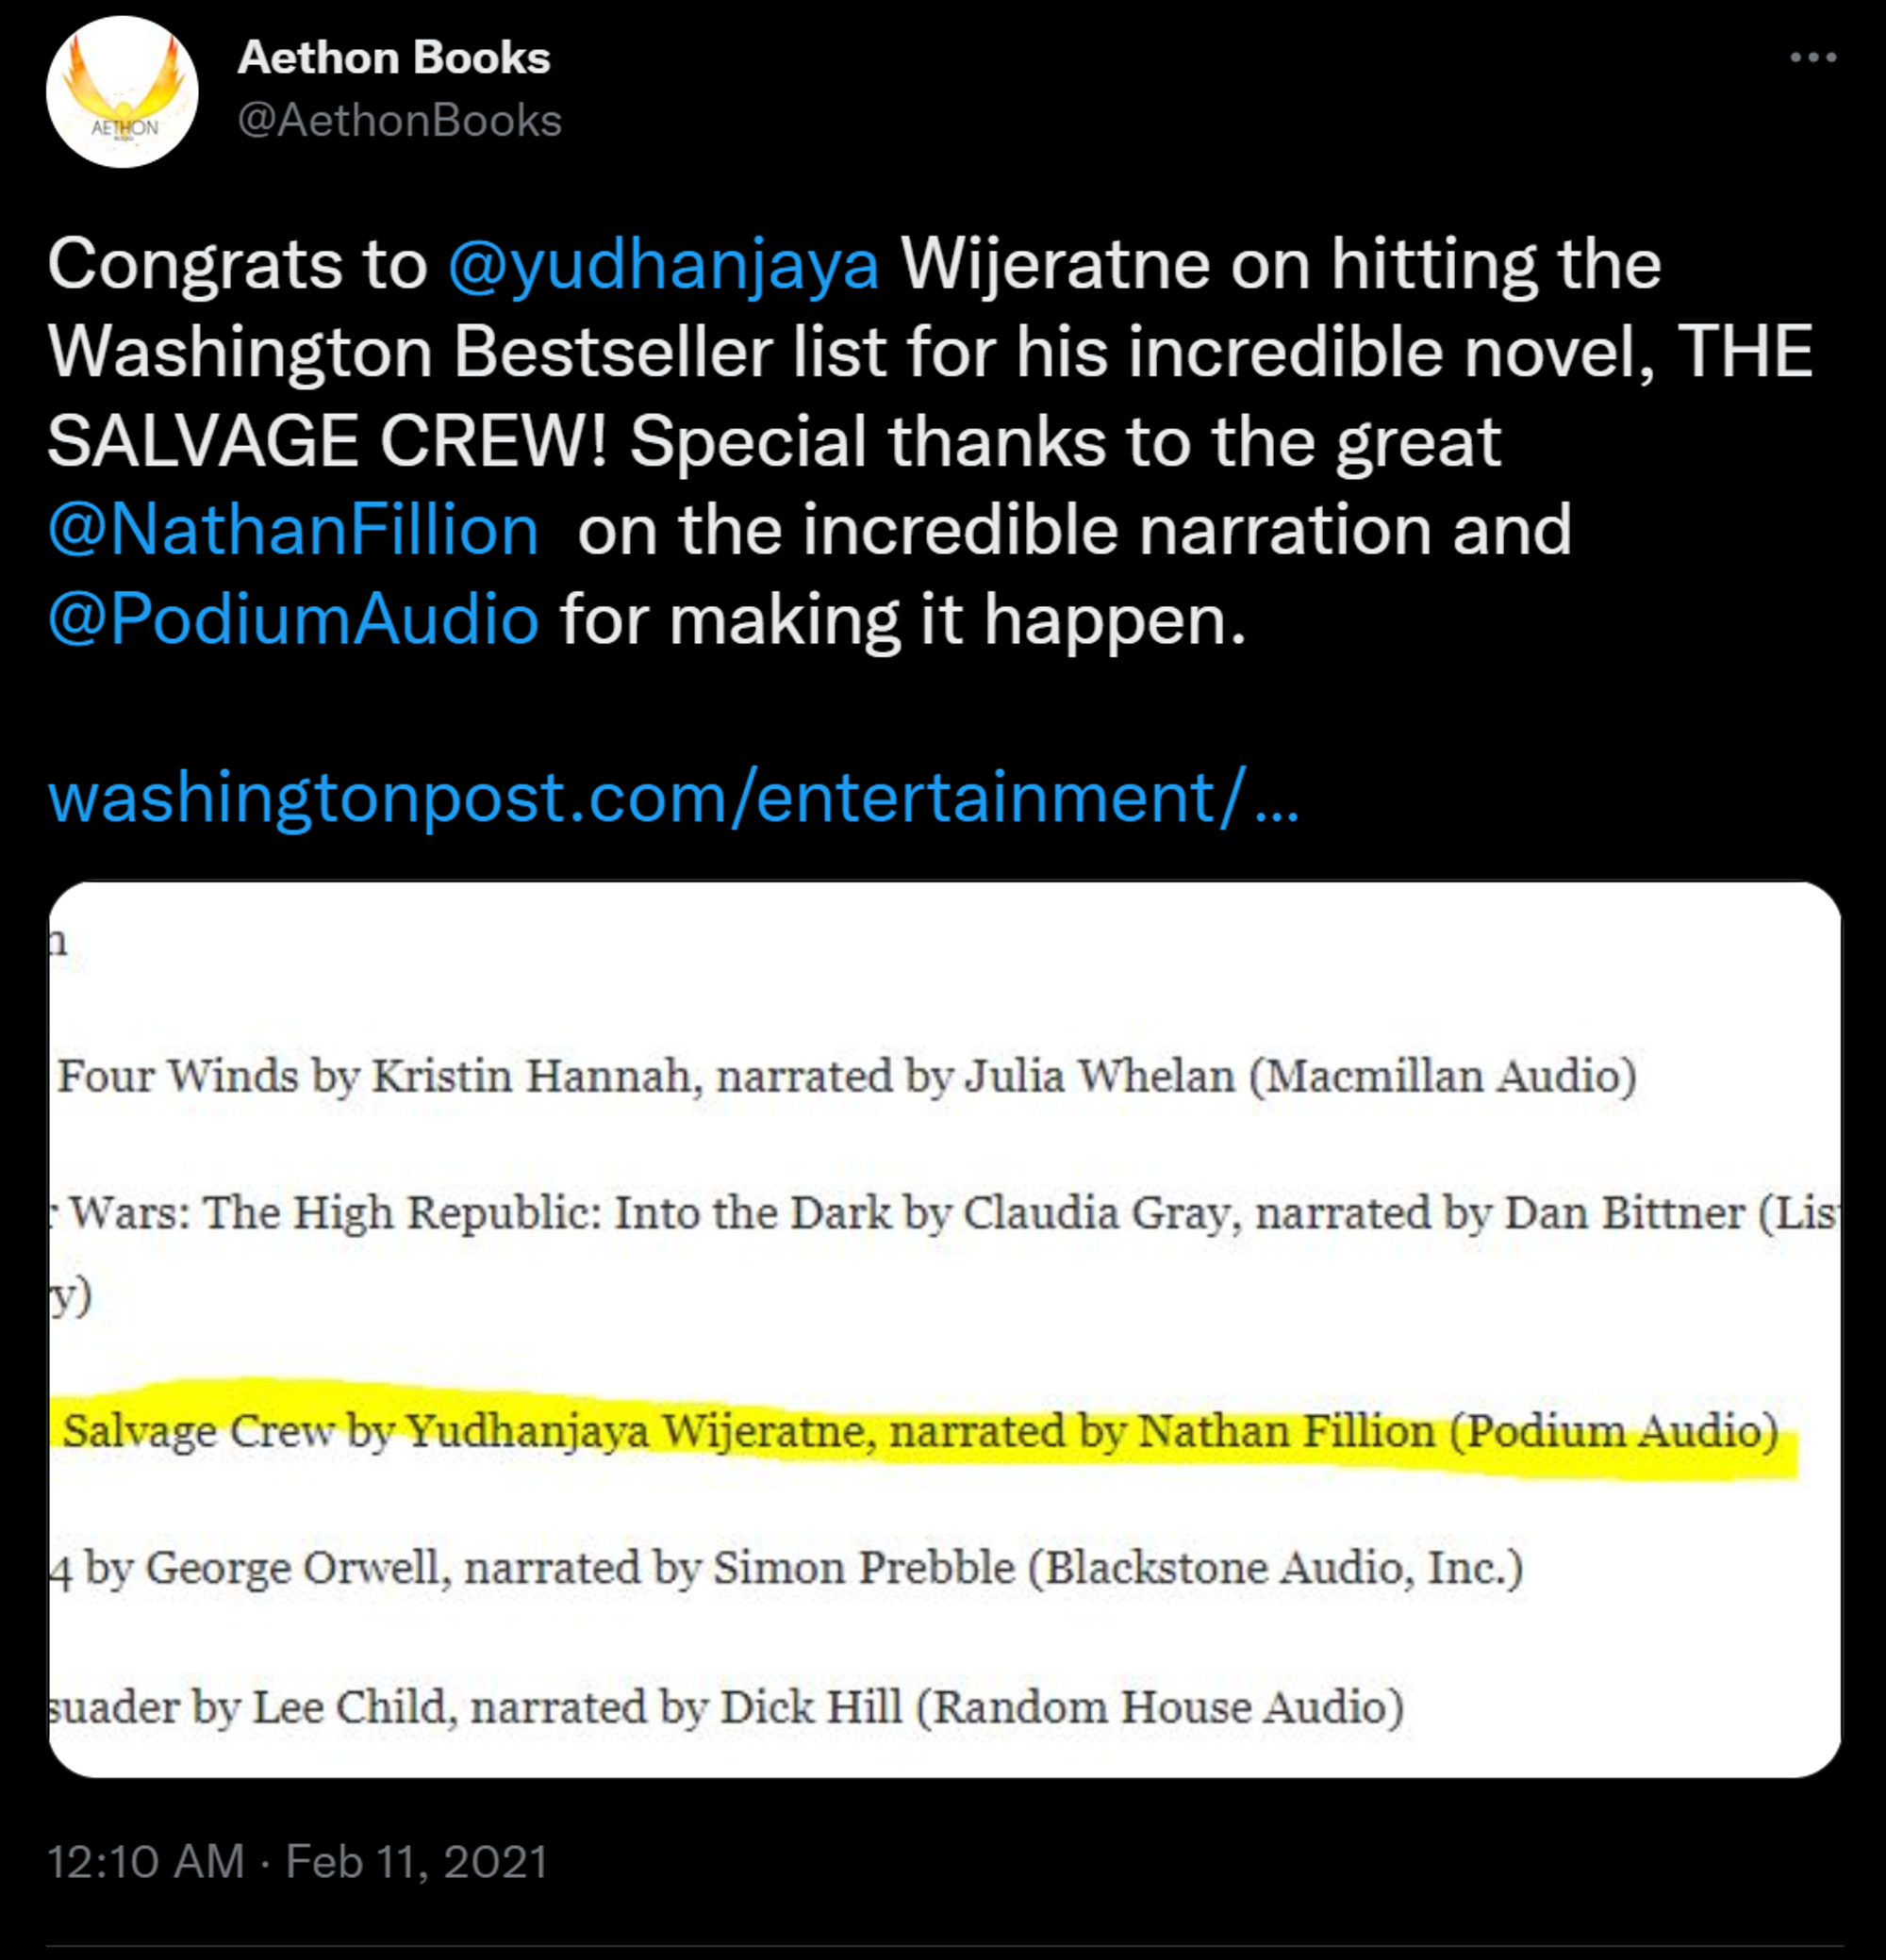 Aethon Books
@AethonBooks
AETHON
Congrats to @yudhanjaya Wijeratne on hitting the
Washington Bestseller list for his incredible novel, THE
SALVAGE CREW! Special thanks to the great
@NathanFillion on the incredible narration and
@PodiumAudio for making it happen.
washingtonpost.com/entertainment/...
n
Four Winds by Kristin Hannah, narrated by Julia Whelan (Macmillan Audio)
r Wars: The High Republic: Into the Dark by Claudia Gray, narrated by Dan Bittner (Lis
y)
Salvage Crew by Yudhanjaya Wijeratne, narrated by Nathan Fillion (Podium Audio)
4 by George Orwell, narrated by Simon Prebble (Blackstone Audio, Inc.)
suader by Lee Child, narrated by Dick Hill (Random House Audio)
12:10 AM · Feb 11, 2021